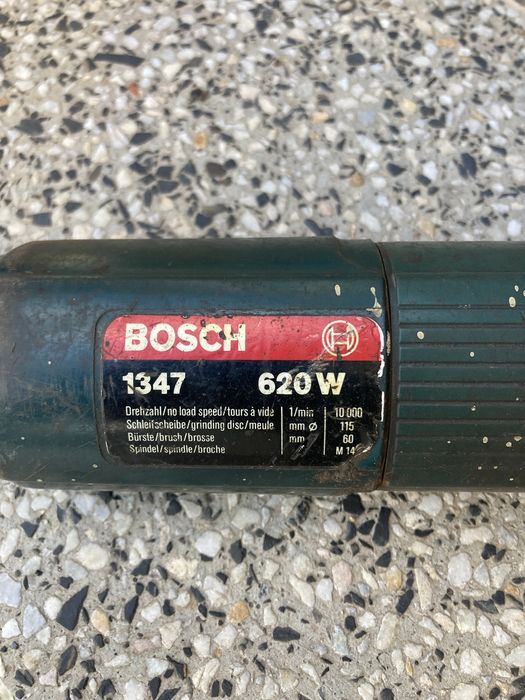 BOSCH
1347 620 W
Drehzahl/no load speed/tours à vide 1/min 10 000
Schleifscheibe/grinding disc/meule mm ø 115
Bürste/brush/brosse mm 60
Spindel/spindle/broche M 14